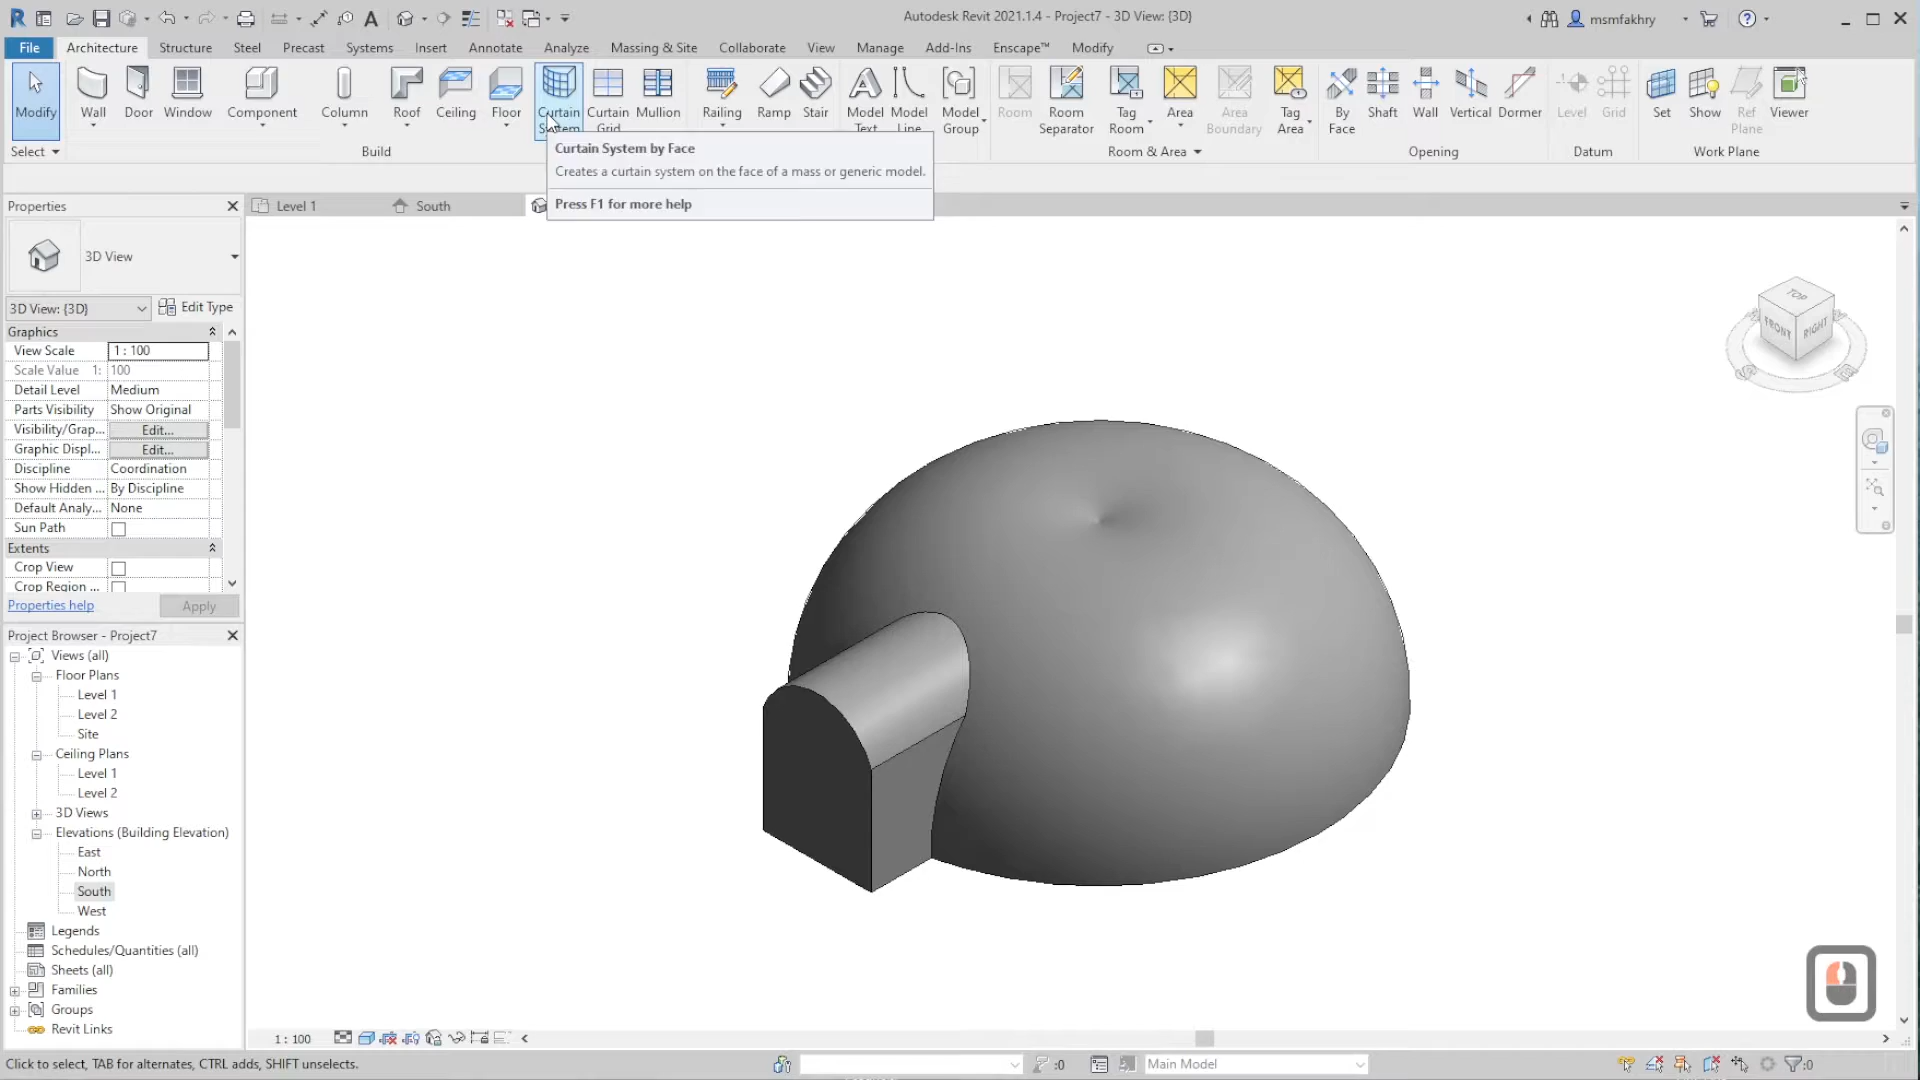 Autodesk Revit 2021.1.4 - Project7 - 3D View: {3D}
msmfakhry
File Architecture Structure Steel Precast Systems Insert Annotate Analyze Massing & Site Collaborate View Manage Add-Ins Enscape™ Modify
Modify Wall Door Window Component Column Roof Ceiling Floor Curtain System Curtain Grid Mullion Railing Ramp Stair Model Text Model Line Model Group Room Room Separator Tag Room Area Area Boundary Tag Area By Face Shaft Wall Vertical Dormer Level Grid Set Show Ref Plane Viewer
Select Build Room & Area Opening Datum Work Plane
Curtain System by Face
Creates a curtain system on the face of a mass or generic model.
Press F1 for more help
Properties
Level 1
South
3D View
3D View: {3D}
Edit Type
Graphics
View Scale 1 : 100
Scale Value 1: 100
Detail Level Medium
Parts Visibility Show Original
Visibility/Grap... Edit...
Graphic Displ... Edit...
Discipline Coordination
Show Hidden ... By Discipline
Default Analy... None
Sun Path
Extents
Crop View
Crop Region ...
Properties help
Apply
TOP
FRONT
RIGHT
Project Browser - Project7
Views (all)
Floor Plans
Level 1
Level 2
Site
Ceiling Plans
Level 1
Level 2
3D Views
Elevations (Building Elevation)
East
North
South
West
Legends
Schedules/Quantities (all)
Sheets (all)
Families
Groups
Revit Links
1 : 100
Click to select, TAB for alternates, CTRL adds, SHIFT unselects.
:0
Main Model
:0